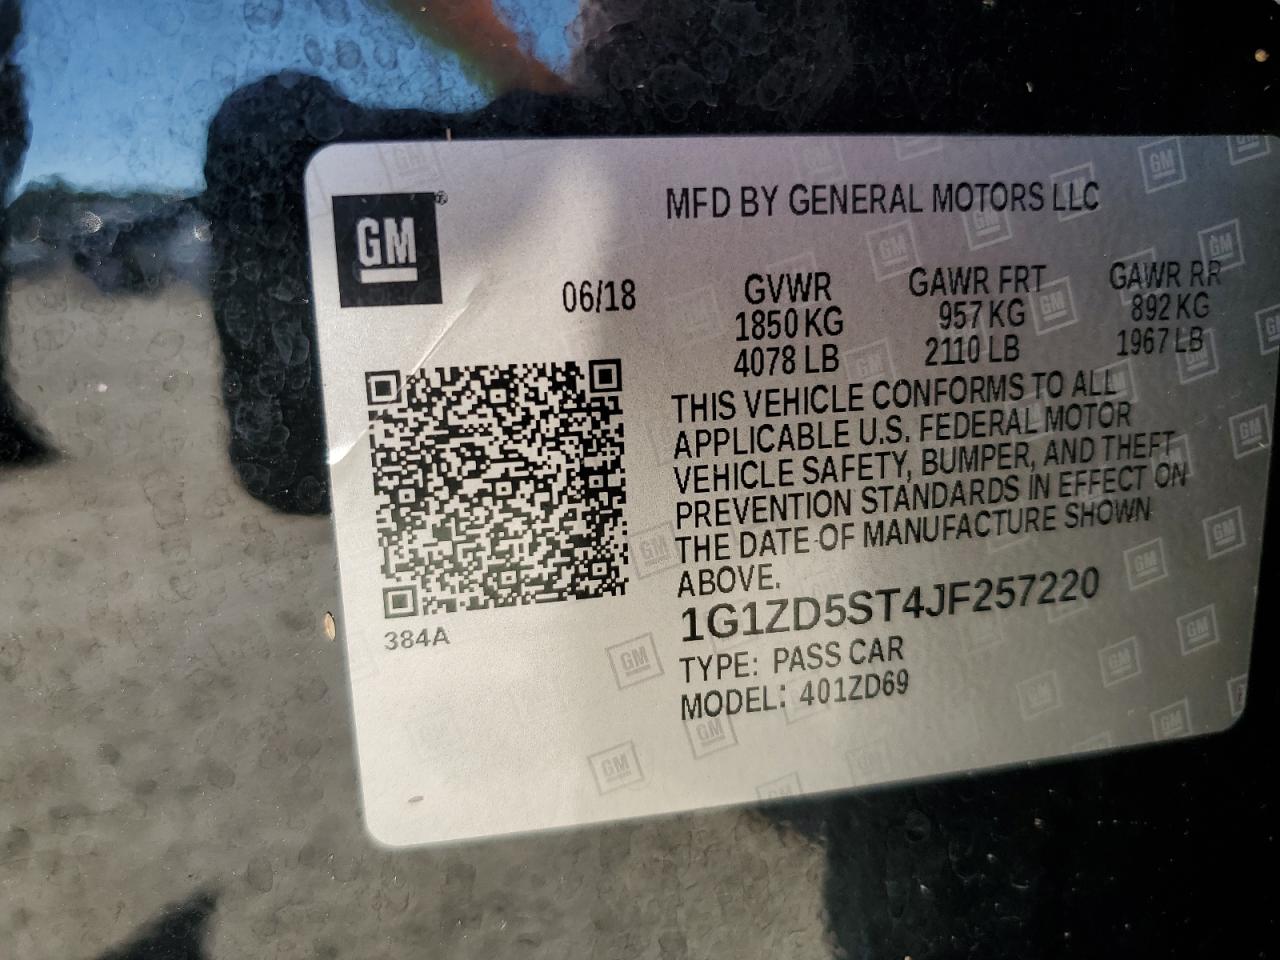 GM
MFD BY GENERAL MOTORS LLC
06/18
GVWR GAWR FRT GAWR RR
1850 KG 957 KG 892 KG
4078 LB 2110 LB 1967 LB
THIS VEHICLE CONFORMS TO ALL
APPLICABLE U.S. FEDERAL MOTOR
VEHICLE SAFETY, BUMPER, AND THEFT
PREVENTION STANDARDS IN EFFECT ON
THE DATE OF MANUFACTURE SHOWN
ABOVE.
384A
1G1ZD5ST4JF257220
TYPE: PASS CAR
MODEL: 401ZD69